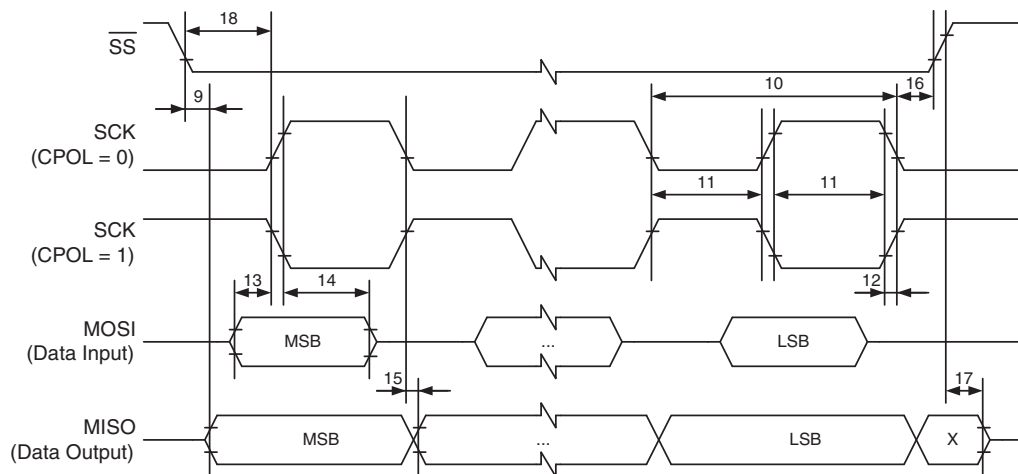 18
SS
10
16
9
SCK
(CPOL = 0)
11
11
SCK
(CPOL = 1)
13
14
12
MOSI
(Data Input)
MSB
...
LSB
15
17
MISO
(Data Output)
MSB
...
LSB
X